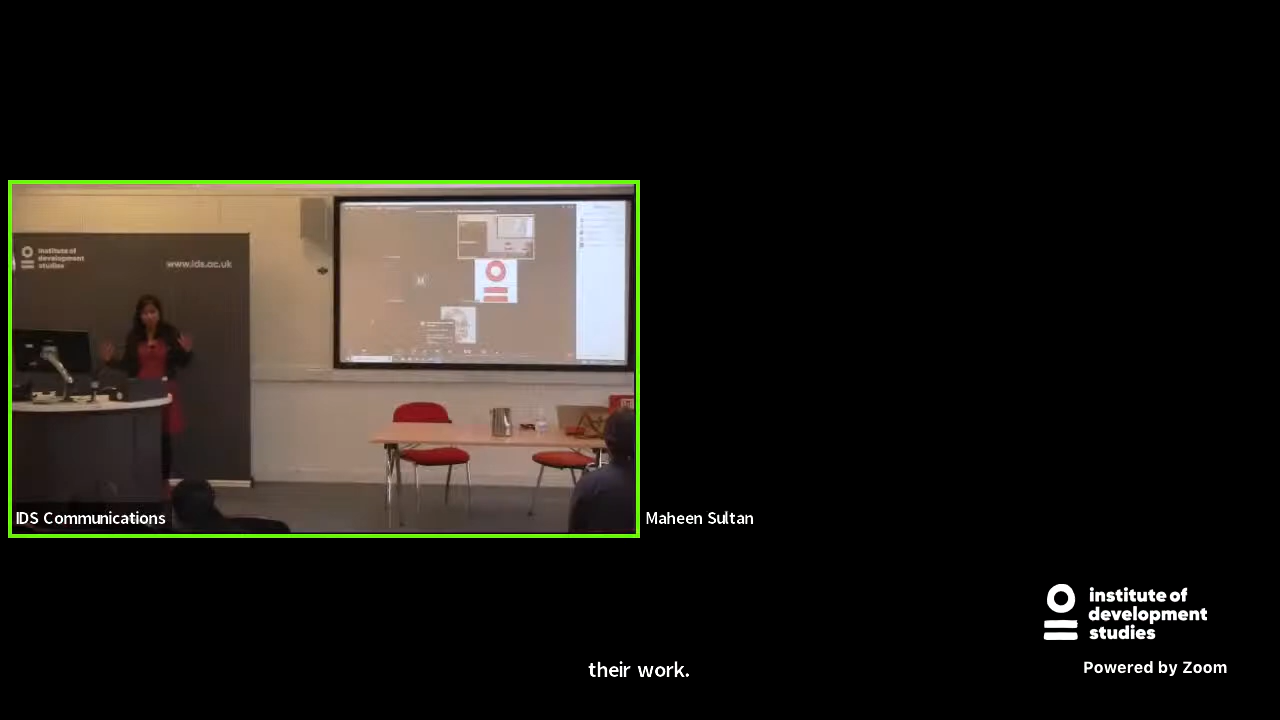 institute of
development
studies
www.ids.ac.uk
IDS Communications
Maheen Sultan
institute of
development
studies
Powered by Zoom
their work.